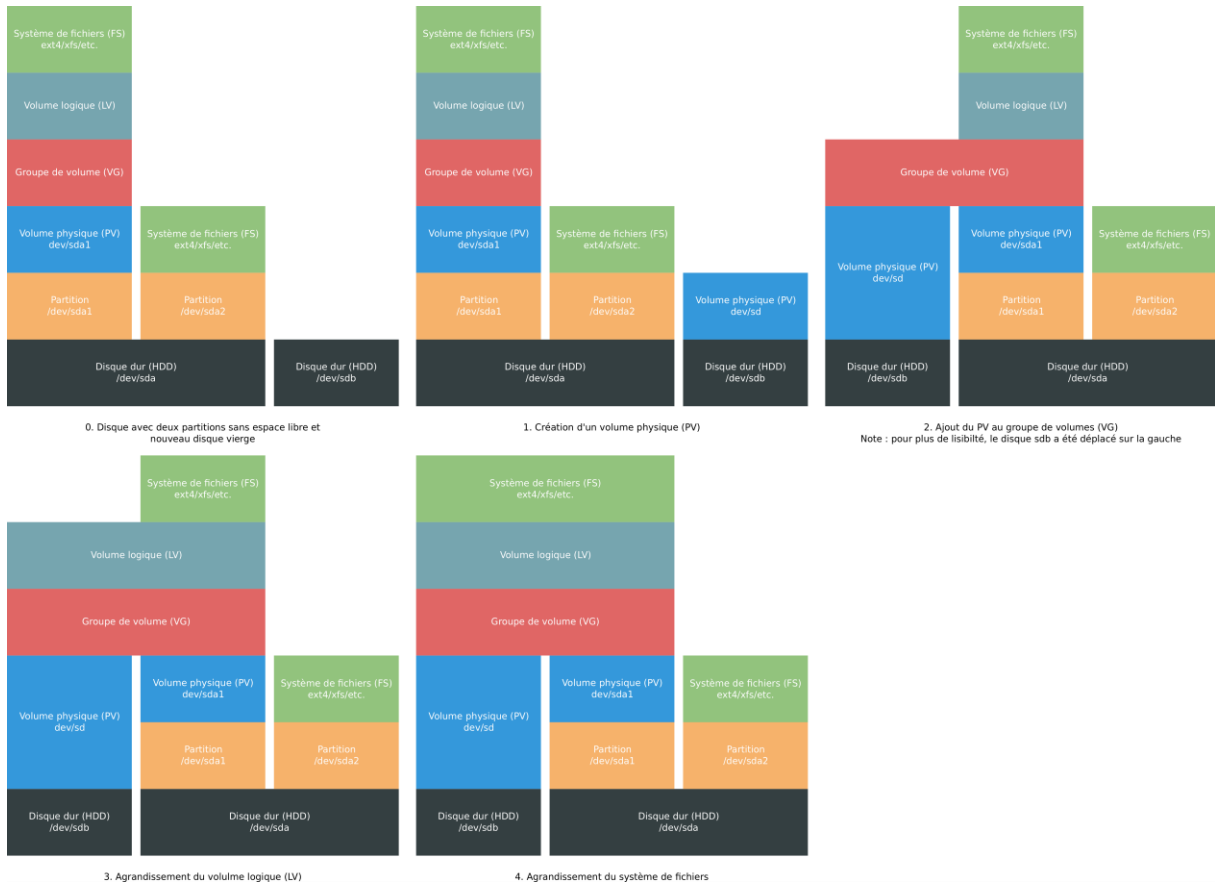 Système de fichiers (FS)
ext4/xfs/etc.
Volume logique (LV)
Groupe de volume (VG)
Volume physique (PV)
dev/sda1
Système de fichiers (FS)
ext4/xfs/etc.
Partition
/dev/sda1
Partition
/dev/sda2
Disque dur (HDD)
/dev/sda
Disque dur (HDD)
/dev/sdb
0. Disque avec deux partitions sans espace libre et
nouveau disque vierge
Système de fichiers (FS)
ext4/xfs/etc.
Volume logique (LV)
Groupe de volume (VG)
Volume physique (PV)
dev/sda1
Système de fichiers (FS)
ext4/xfs/etc.
Partition
/dev/sda1
Partition
/dev/sda2
Volume physique (PV)
dev/sd
Disque dur (HDD)
/dev/sda
Disque dur (HDD)
/dev/sdb
1. Création d'un volume physique (PV)
Système de fichiers (FS)
ext4/xfs/etc.
Volume logique (LV)
Groupe de volume (VG)
Volume physique (PV)
dev/sd
Volume physique (PV)
dev/sda1
Système de fichiers (FS)
ext4/xfs/etc.
Partition
/dev/sda1
Partition
/dev/sda2
Disque dur (HDD)
/dev/sdb
Disque dur (HDD)
/dev/sda
2. Ajout du PV au groupe de volumes (VG)
Note : pour plus de lisibilté, le disque sdb a été déplacé sur la gauche
Système de fichiers (FS)
ext4/xfs/etc.
Volume logique (LV)
Groupe de volume (VG)
Volume physique (PV)
dev/sd
Volume physique (PV)
dev/sda1
Système de fichiers (FS)
ext4/xfs/etc.
Partition
/dev/sda1
Partition
/dev/sda2
Disque dur (HDD)
/dev/sdb
Disque dur (HDD)
/dev/sda
3. Agrandissement du volulme logique (LV)
Système de fichiers (FS)
ext4/xfs/etc.
Volume logique (LV)
Groupe de volume (VG)
Volume physique (PV)
dev/sd
Volume physique (PV)
dev/sda1
Système de fichiers (FS)
ext4/xfs/etc.
Partition
/dev/sda1
Partition
/dev/sda2
Disque dur (HDD)
/dev/sdb
Disque dur (HDD)
/dev/sda
4. Agrandissement du système de fichiers